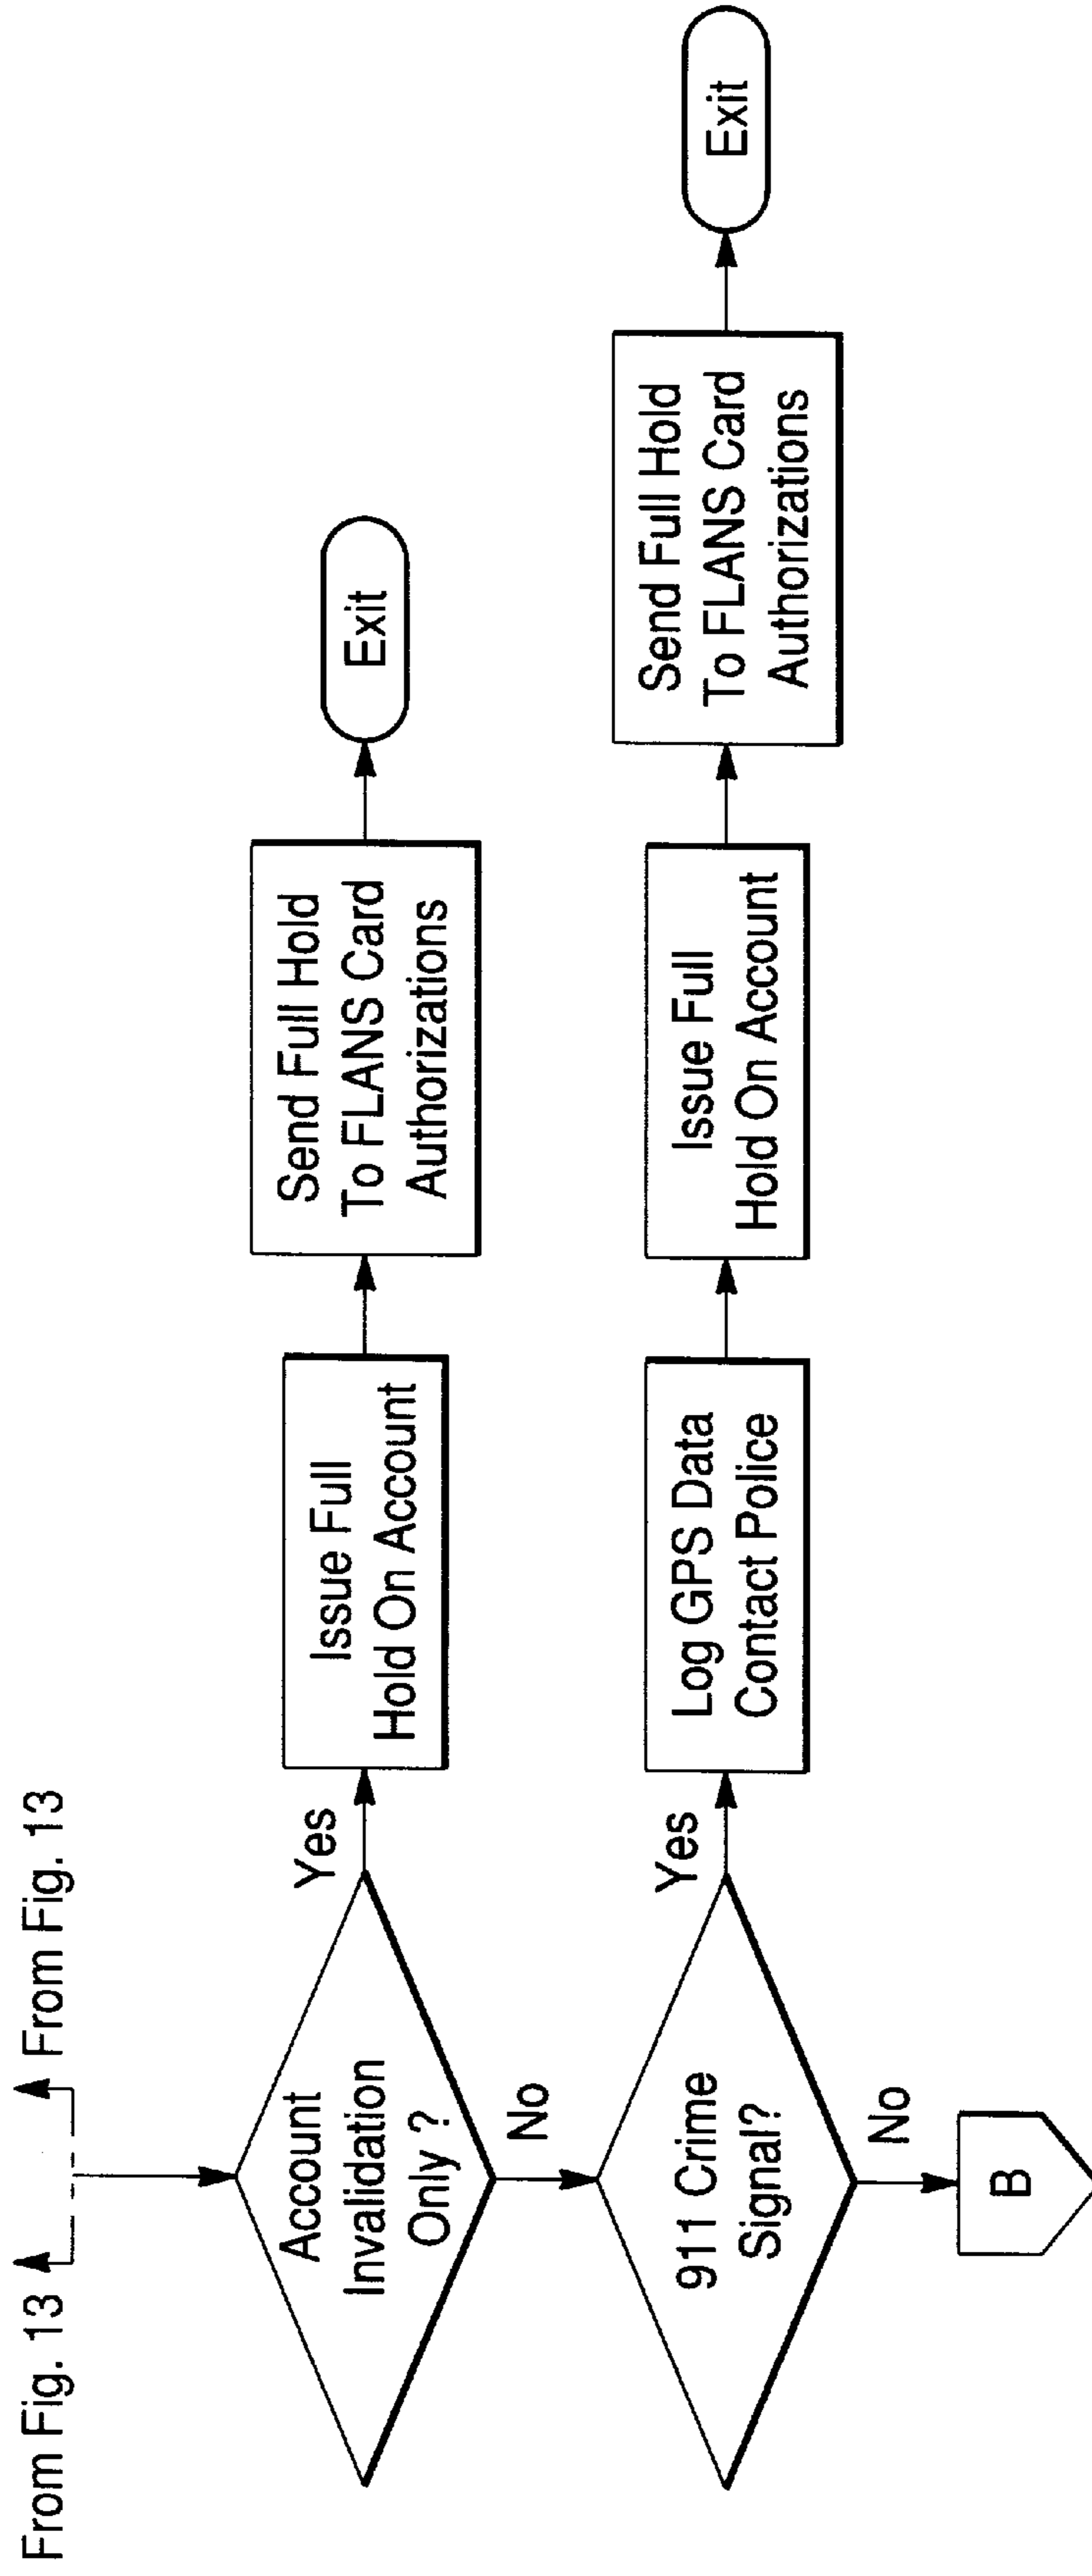 From Fig. 13
From Fig. 13
Account
Invalidation
Only ?
Yes
Issue Full
Hold On Account
Send Full Hold
To FLANS Card
Authorizations
Exit
No
911 Crime
Signal?
Yes
Log GPS Data
Contact Police
Issue Full
Hold On Account
Send Full Hold
To FLANS Card
Authorizations
Exit
No
B